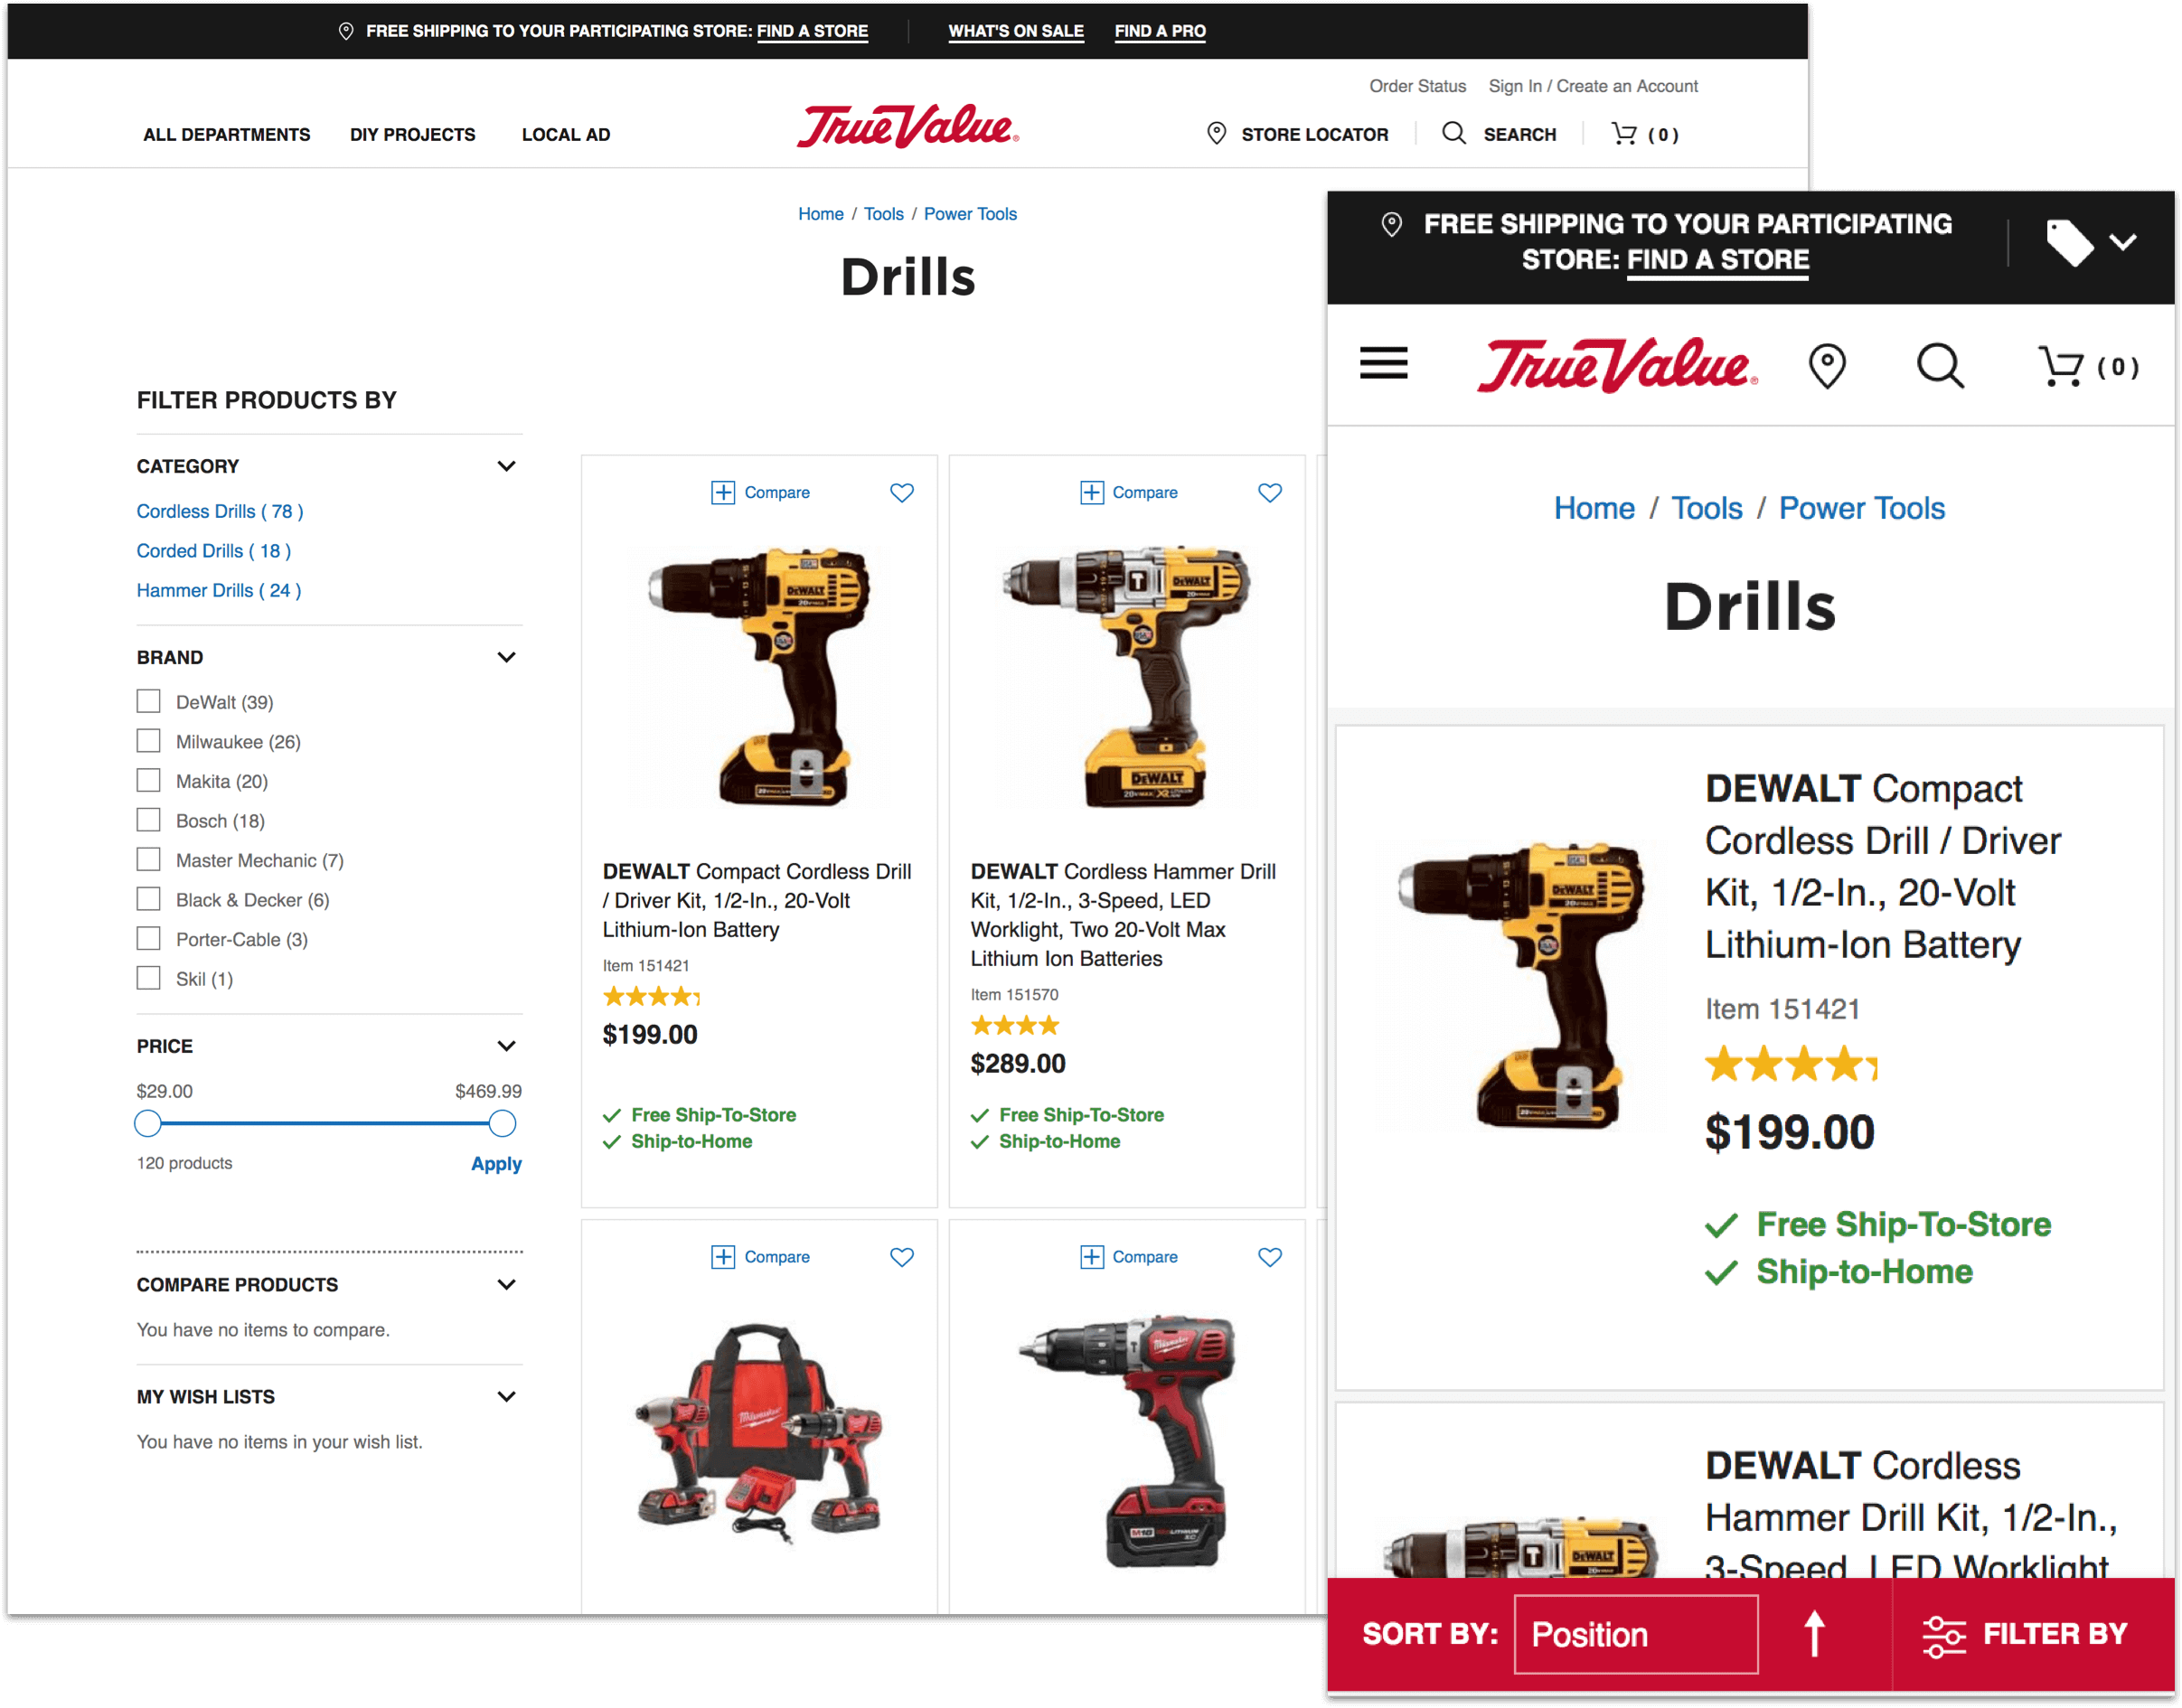 FREE SHIPPING TO YOUR PARTICIPATING STORE: FIND A STORE
WHAT'S ON SALE
FIND A PRO
Order Status
Sign In / Create an Account
ALL DEPARTMENTS
DIY PROJECTS
LOCAL AD
True Value®
STORE LOCATOR
SEARCH
( 0 )
Home / Tools / Power Tools
Drills
FILTER PRODUCTS BY
CATEGORY
Cordless Drills ( 78 )
Corded Drills ( 18 )
Hammer Drills ( 24 )
BRAND
DeWalt (39)
Milwaukee (26)
Makita (20)
Bosch (18)
Master Mechanic (7)
Black & Decker (6)
Porter-Cable (3)
Skil (1)
PRICE
$29.00
$469.99
120 products
Apply
COMPARE PRODUCTS
You have no items to compare.
MY WISH LISTS
You have no items in your wish list.
Compare
DEWALT
DEWALT Compact Cordless Drill
/ Driver Kit, 1/2-In., 20-Volt
Lithium-Ion Battery
Item 151421
$199.00
Free Ship-To-Store
Ship-to-Home
Compare
DEWALT
DEWALT
DEWALT Cordless Hammer Drill
Kit, 1/2-In., 3-Speed, LED
Worklight, Two 20-Volt Max
Lithium Ion Batteries
Item 151570
$289.00
Free Ship-To-Store
Ship-to-Home
Compare
Milwaukee
Compare
Milwaukee
M18
FREE SHIPPING TO YOUR PARTICIPATING
STORE: FIND A STORE
True Value®
( 0 )
Home / Tools / Power Tools
Drills
DEWALT
DEWALT Compact
Cordless Drill / Driver
Kit, 1/2-In., 20-Volt
Lithium-Ion Battery
Item 151421
$199.00
Free Ship-To-Store
Ship-to-Home
DEWALT
DEWALT Cordless
Hammer Drill Kit, 1/2-In.,
3-Speed, LED Worklight
SORT BY:
Position
FILTER BY